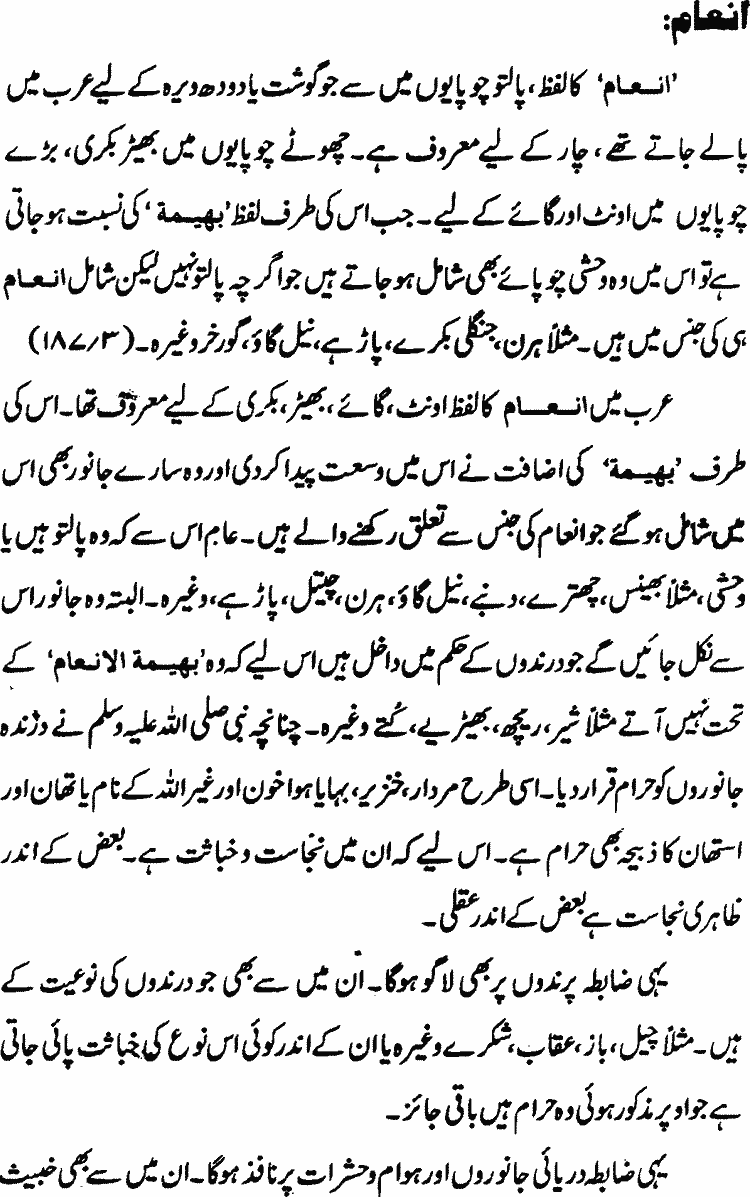 انعام:
’انعام‘ کا لفظ، پالتو چوپایوں میں سے جو گوشت یا دودھ ویرہ کے لیے عرب میں
پالے جاتے تھے، چار کے لیے معروف ہے۔ چھوٹے چوپایوں میں بھیڑ بکری، بڑے
چوپایوں میں اونٹ اور گائے کے لیے۔ جب اس کی طرف لفظ ’بهيمة‘ کی نسبت ہو جاتی
ہے تو اس میں وہ وحشی چوپائے بھی شامل ہو جاتے ہیں جو اگرچہ پالتو نہیں لیکن شامل انعام
ہی کی جنس میں ہیں۔ مثلاً ہرن، جنگلی بکرے، پاڑہے، نیل گاؤ، گورخر وغیرہ۔ (۱۸۷/۳)
عرب میں انعام کا لفظ اونٹ، گائے، بھیڑ، بکری کے لیے معروف تھا۔ اس کی
طرف ’بهيمة‘ کی اضافت نے اس میں وسعت پیدا کر دی اور وہ سارے جانور بھی اس
میں شامل ہو گئے جو انعام کی جنس سے تعلق رکھنے والے ہیں۔ عام اس سے کہ وہ پالتو ہیں یا
وحشی، مثلاً بھینس، چھترے، دنبے، نیل گاؤ، ہرن، چیتل، پاڑہے، وغیرہ۔ البتہ وہ جانور اس
سے نکل جائیں گے جو درندوں کے حکم میں داخل ہیں اس لیے کہ وہ ’بهيمة الانعام‘ کے
تحت نہیں آتے مثلاً شیر، ریچھ، بھیڑیے، کُتے وغیرہ۔ چنانچہ نبی صلی اللہ علیہ وسلم نے درندہ
جانوروں کو حرام قرار دیا۔ اسی طرح مردار، خنزیر، بہایا ہوا خون اور غیر اللہ کے نام یا تھان اور
استھان کا ذبیحہ بھی حرام ہے۔ اس لیے کہ ان میں نجاست و خباثت ہے۔ بعض کے اندر
ظاہری نجاست ہے بعض کے اندر عقلی۔
یہی ضابطہ پرندوں پر بھی لاگو ہوگا۔ ان میں سے بھی جو درندوں کی نوعیت کے
ہیں۔ مثلاً چیل، باز، عقاب، شکرے وغیرہ یا ان کے اندر کوئی اس نوع کی خباثت پائی جاتی
ہے جو اوپر مذکور ہوئی وہ حرام ہیں باقی جائز۔
یہی ضابطہ دریائی جانوروں اور ہوام و حشرات پر نافذ ہوگا۔ ان میں سے بھی خبیث